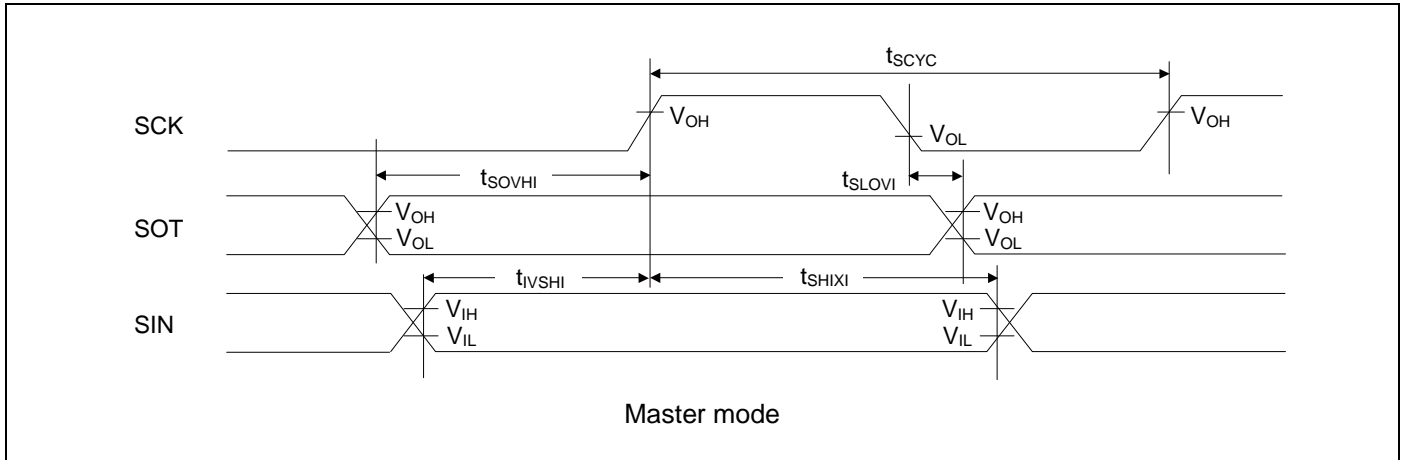 tSCYC
SCK
VOH
VOL
VOH
tSOVHI
tSLOVI
SOT
VOH
VOL
VOH
VOL
tIVSHI
tSHIXI
SIN
VIH
VIL
VIH
VIL
Master mode